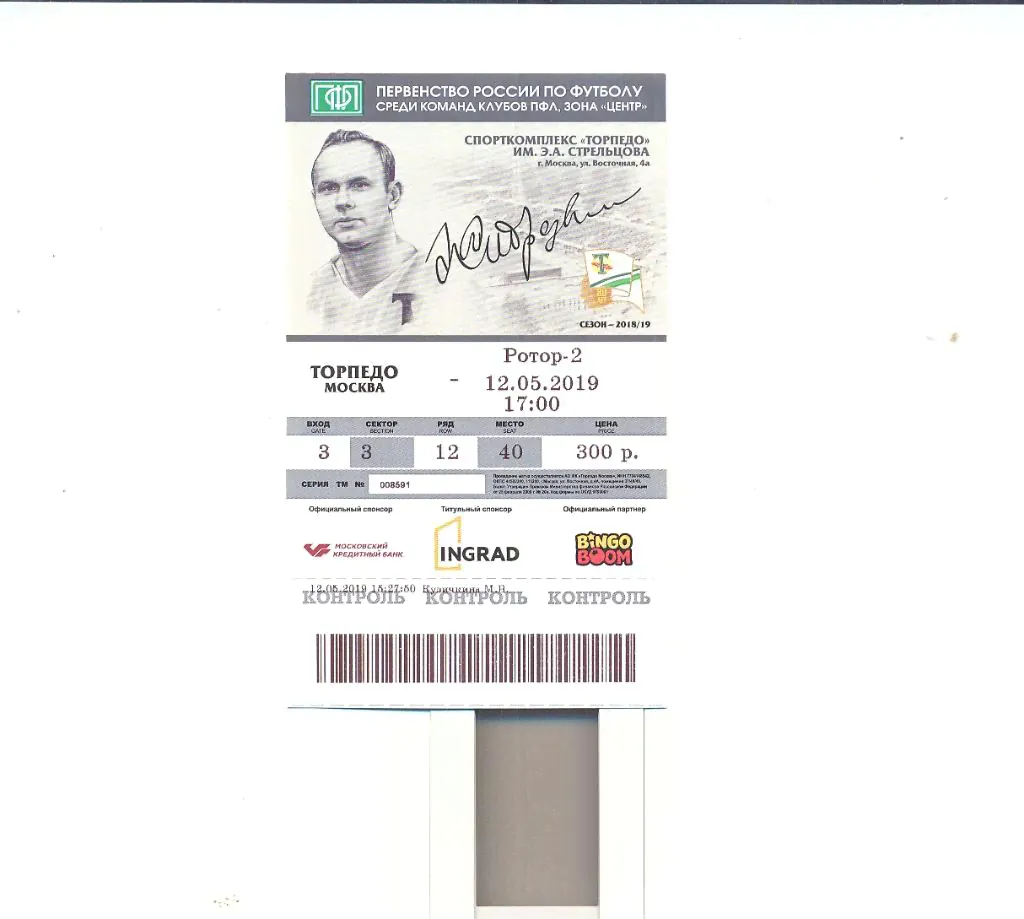 ПФЛ
ПЕРВЕНСТВО РОССИИ ПО ФУТБОЛУ
СРЕДИ КОМАНД КЛУБОВ ПФЛ, ЗОНА «ЦЕНТР»
СПОРТКОМПЛЕКС «ТОРПЕДО»
ИМ. Э.А. СТРЕЛЬЦОВА
г. Москва, ул. Восточная, 4а
Т
Т
СЕЗОН – 2018/19
ТОРПЕДО
МОСКВА
-
Ротор-2
12.05.2019
17:00
ВХОД СЕКТОР РЯД МЕСТО ЦЕНА
GATE SECTION ROW SEAT PRICE
3 3 12 40 300 р.
СЕРИЯ ТМ № 008591
Официальный спонсор Титульный спонсор Официальный партнер
МОСКОВСКИЙ
КРЕДИТНЫЙ БАНК
INGRAD
BINGO
BOOM
12.05.2019 15:27:50 Кузичкина М.Н.
КОНТРОЛЬ КОНТРОЛЬ КОНТРОЛЬ